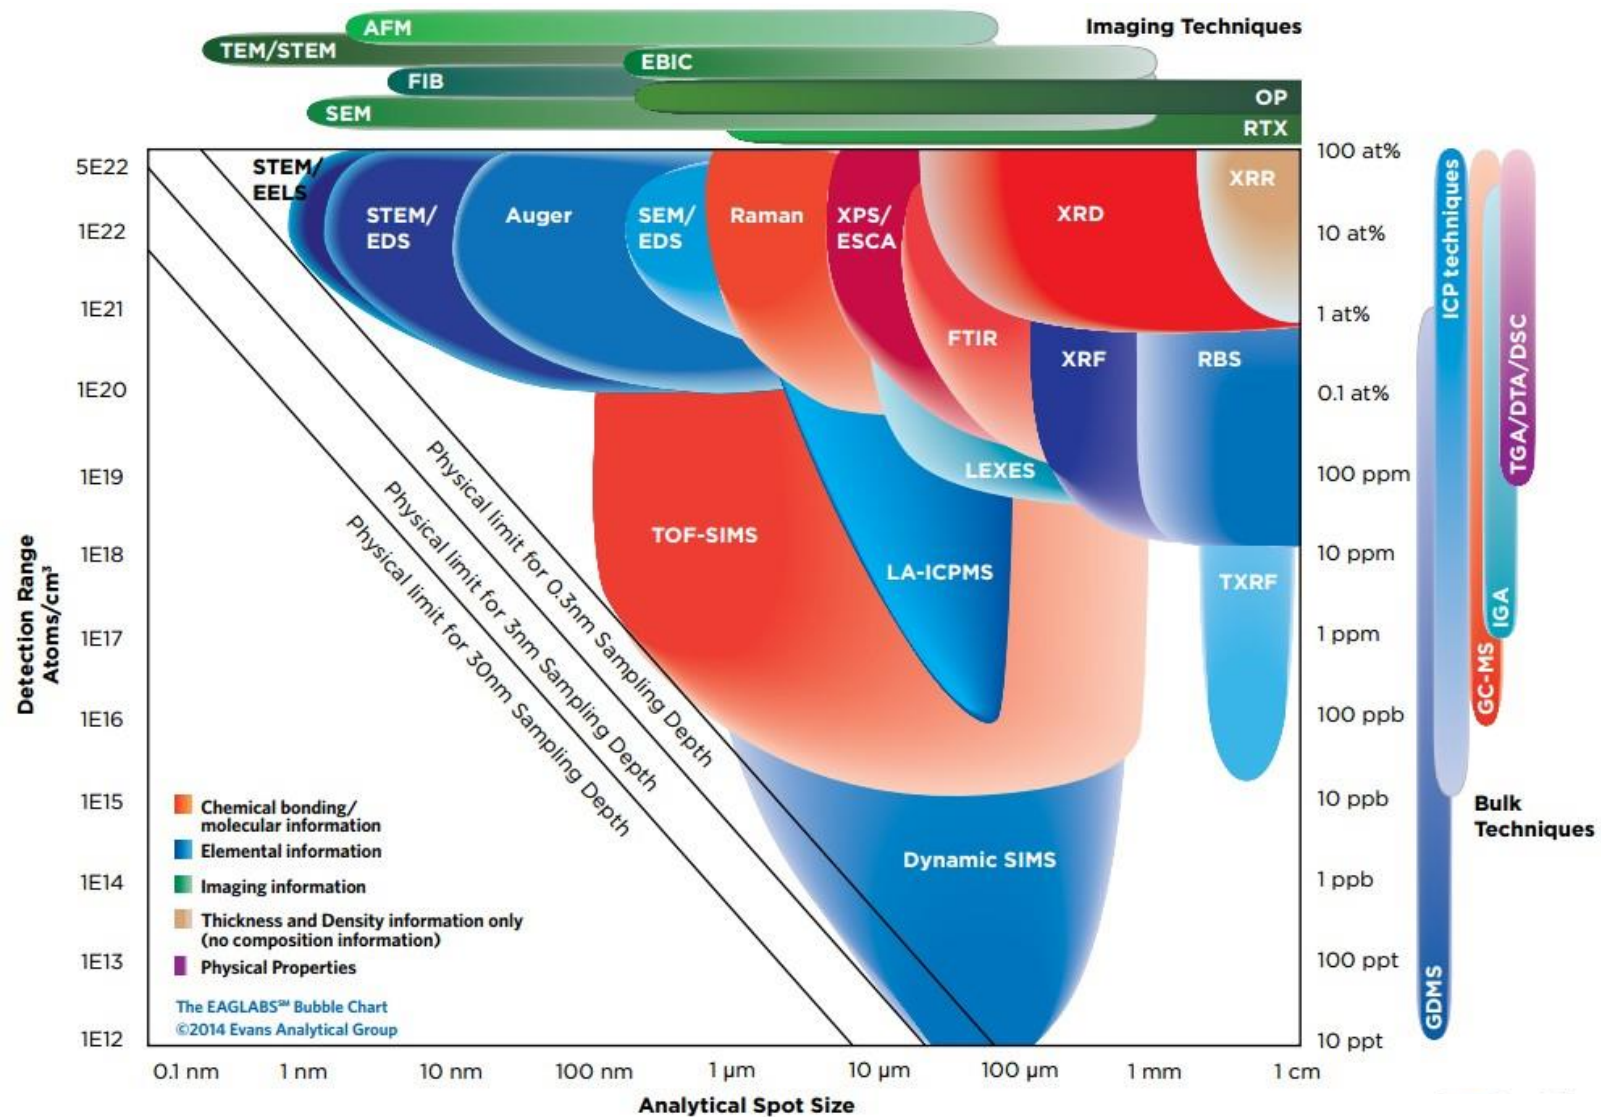 AFM
Imaging Techniques
TEM/STEM
EBIC
FIB
OP
SEM
RTX
5E22
1E22
1E21
1E20
1E19
1E18
1E17
1E16
1E15
1E14
1E13
1E12
Detection Range
Atoms/cm³
STEM/
EELS
STEM/
EDS
Auger
SEM/
EDS
Raman
XPS/
ESCA
XRD
XRR
FTIR
XRF
RBS
LEXES
TOF-SIMS
LA-ICPMS
TXRF
Dynamic SIMS
Physical limit for 0.3nm Sampling Depth
Physical limit for 3nm Sampling Depth
Physical limit for 30nm Sampling Depth
Chemical bonding/
molecular information
Elemental information
Imaging information
Thickness and Density information only
(no composition information)
Physical Properties
The EAGLABS℠ Bubble Chart
©2014 Evans Analytical Group
100 at%
10 at%
1 at%
0.1 at%
100 ppm
10 ppm
1 ppm
100 ppb
10 ppb
1 ppb
100 ppt
10 ppt
GDMS
ICP techniques
GC-MS
IGA
TGA/DTA/DSC
Bulk
Techniques
0.1 nm
1 nm
10 nm
100 nm
1 µm
10 µm
100 µm
1 mm
1 cm
Analytical Spot Size